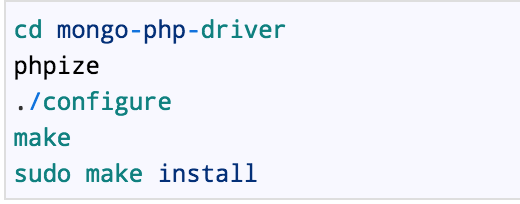 cd mongo-php-driver
phpize
./configure
make
sudo make install